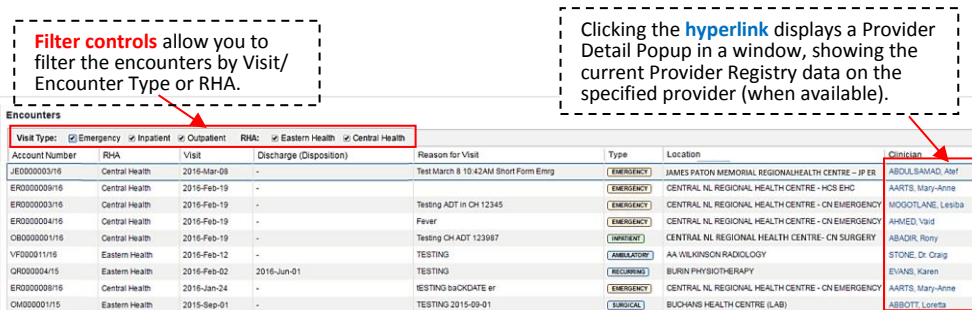 Filter controls allow you to
filter the encounters by Visit/
Encounter Type or RHA.
Clicking the hyperlink displays a Provider
Detail Popup in a window, showing the
current Provider Registry data on the
specified provider (when available).
Encounters
Visit Type: Emergency Inpatient Outpatient RHA: Eastern Health Central Health
Account Number RHA Visit Discharge (Disposition) Reason for Visit Type Location Clinician
JE0000003/16 Central Health 2016-Mar-08 - Test March 8 10:42AM Short Form Emrg EMERGENCY JAMES PATON MEMORIAL REGIONALHEALTH CENTRE – JP ER ABDULSAMAD, Atef
ER0000009/16 Central Health 2016-Feb-19 - EMERGENCY CENTRAL NL REGIONAL HEALTH CENTRE - HCS EHC AARTS, Mary-Anne
ER0000003/16 Central Health 2016-Feb-19 - Testing ADT in CH 12345 EMERGENCY CENTRAL NL REGIONAL HEALTH CENTRE - CN EMERGENCY MOGOTLANE, Lesiba
ER0000004/16 Central Health 2016-Feb-19 - Fever EMERGENCY CENTRAL NL REGIONAL HEALTH CENTRE - CN EMERGENCY AHMED, Vaid
OB0000001/16 Central Health 2016-Feb-19 - Testing CH ADT 123987 INPATIENT CENTRAL NL REGIONAL HEALTH CENTRE- CN SURGERY ABADIR, Rony
VF000011/16 Eastern Health 2016-Feb-12 - TESTING AMBULATORY AA WILKINSON RADIOLOGY STONE, Dr. Craig
QR000004/15 Eastern Health 2016-Feb-02 2016-Jun-01 TESTING RECURRING BURIN PHYSIOTHERAPY EVANS, Karen
ER0000008/16 Central Health 2016-Jan-24 - tESTING baCKDATE er EMERGENCY CENTRAL NL REGIONAL HEALTH CENTRE - CN EMERGENCY AARTS, Mary-Anne
OM000001/15 Eastern Health 2015-Sep-01 - TESTING 2015-09-01 SURGICAL BUCHANS HEALTH CENTRE (LAB) ABBOTT, Loretta